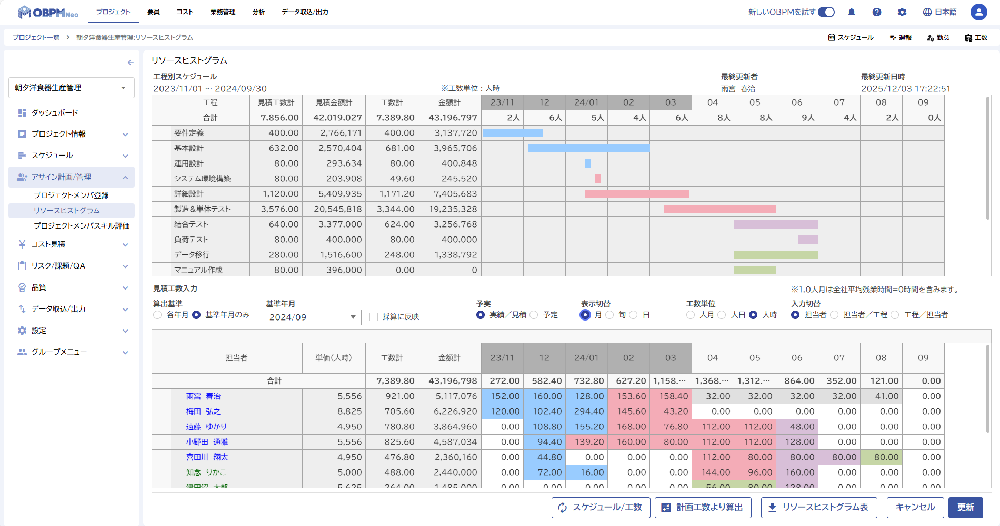 OBPM Neo プロジェクト 要員 コスト 業務管理 分析 データ取込/出力 新しいOBPMを試す 日本語
プロジェクト一覧 > 朝夕洋食器生産管理:リソースヒストグラム スケジュール 週報 勤怠 工数
朝夕洋食器生産管理
ダッシュボード
プロジェクト情報
スケジュール
アサイン計画/管理
プロジェクトメンバ登録
リソースヒストグラム
プロジェクトメンバスキル評価
コスト見積
リスク/課題/QA
品質
データ取込/出力
設定
グループメニュー
リソースヒストグラム
工程別スケジュール 最終更新者 最終更新日時
2023/11/01 ～ 2024/09/30 ※工数単位：人時 雨宮 春治 2025/12/03 17:22:51
工程 見積工数計 見積金額計 工数計 金額計 23/11 12 24/01 02 03 04 05 06 07 08 09
合計 7,856.00 42,019,027 7,389.80 43,196,797 2人 6人 5人 4人 6人 8人 8人 9人 4人 2人 0人
要件定義 400.00 2,766,171 400.00 3,137,720
基本設計 632.00 2,570,404 681.00 3,965,706
運用設計 80.00 293,634 80.00 400,848
システム環境構築 80.00 203,908 49.60 245,520
詳細設計 1,120.00 5,409,935 1,171.20 7,405,683
製造＆単体テスト 3,576.00 20,545,818 3,344.00 19,235,328
結合テスト 640.00 3,377,000 624.00 3,256,768
負荷テスト 80.00 400,000 80.00 400,000
データ移行 280.00 1,516,600 248.00 1,338,792
マニュアル作成 80.00 396,000 0.00 0
見積工数入力 ※1.0人月は全社平均残業時間=0時間を含みます。
算出基準 基準年月 予実 表示切替 工数単位 入力切替
各年月 基準年月のみ 2024/09 採算に反映 実績／見積 予定 月 旬 日 人月 人日 人時 担当者 担当者／工程 工程／担当者
担当者 単価(人時) 工数計 金額計 23/11 12 24/01 02 03 04 05 06 07 08 09
合計 7,389.80 43,196,798 272.00 582.40 732.80 627.20 1,158.… 1,368.… 1,312.… 864.00 352.00 121.00 0.00
雨宮 春治 5,556 921.00 5,117,076 152.00 160.00 128.00 153.60 158.40 32.00 32.00 32.00 32.00 41.00 0.00
梅田 弘之 8,825 705.60 6,226,920 120.00 102.40 294.40 145.60 43.20 0.00 0.00 0.00 0.00 0.00 0.00
遠藤 ゆかり 4,950 780.80 3,864,960 0.00 108.80 155.20 168.00 76.80 112.00 112.00 48.00 0.00 0.00 0.00
小野田 通雅 5,556 825.60 4,587,034 0.00 94.40 139.20 160.00 80.00 112.00 112.00 128.00 0.00 0.00 0.00
喜田川 翔太 4,950 476.80 2,360,160 0.00 44.80 0.00 0.00 0.00 112.00 80.00 80.00 80.00 80.00 0.00
知念 りかこ 5,000 488.00 2,440,000 0.00 72.00 16.00 0.00 0.00 144.00 96.00 160.00 0.00 0.00 0.00
津田沼 太郎 5,625 264.00 1,485,000 0.00 0.00 0.00 0.00 0.00 56.00 80.00 128.00 0.00 0.00 0.00
スケジュール/工数 計画工数より算出 リソースヒストグラム表 キャンセル 更新